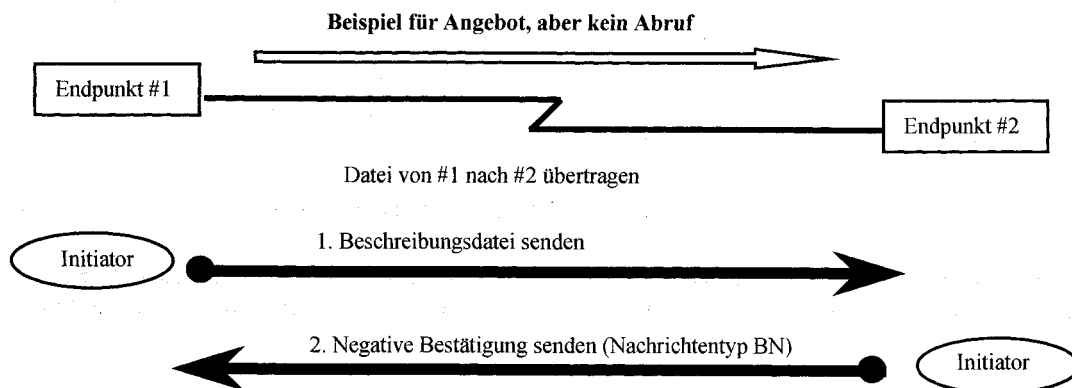 Beispiel für Angebot, aber kein Abruf
Endpunkt #1
Endpunkt #2
Datei von #1 nach #2 übertragen
1. Beschreibungsdatei senden
Initiator
2. Negative Bestätigung senden (Nachrichtentyp BN)
Initiator